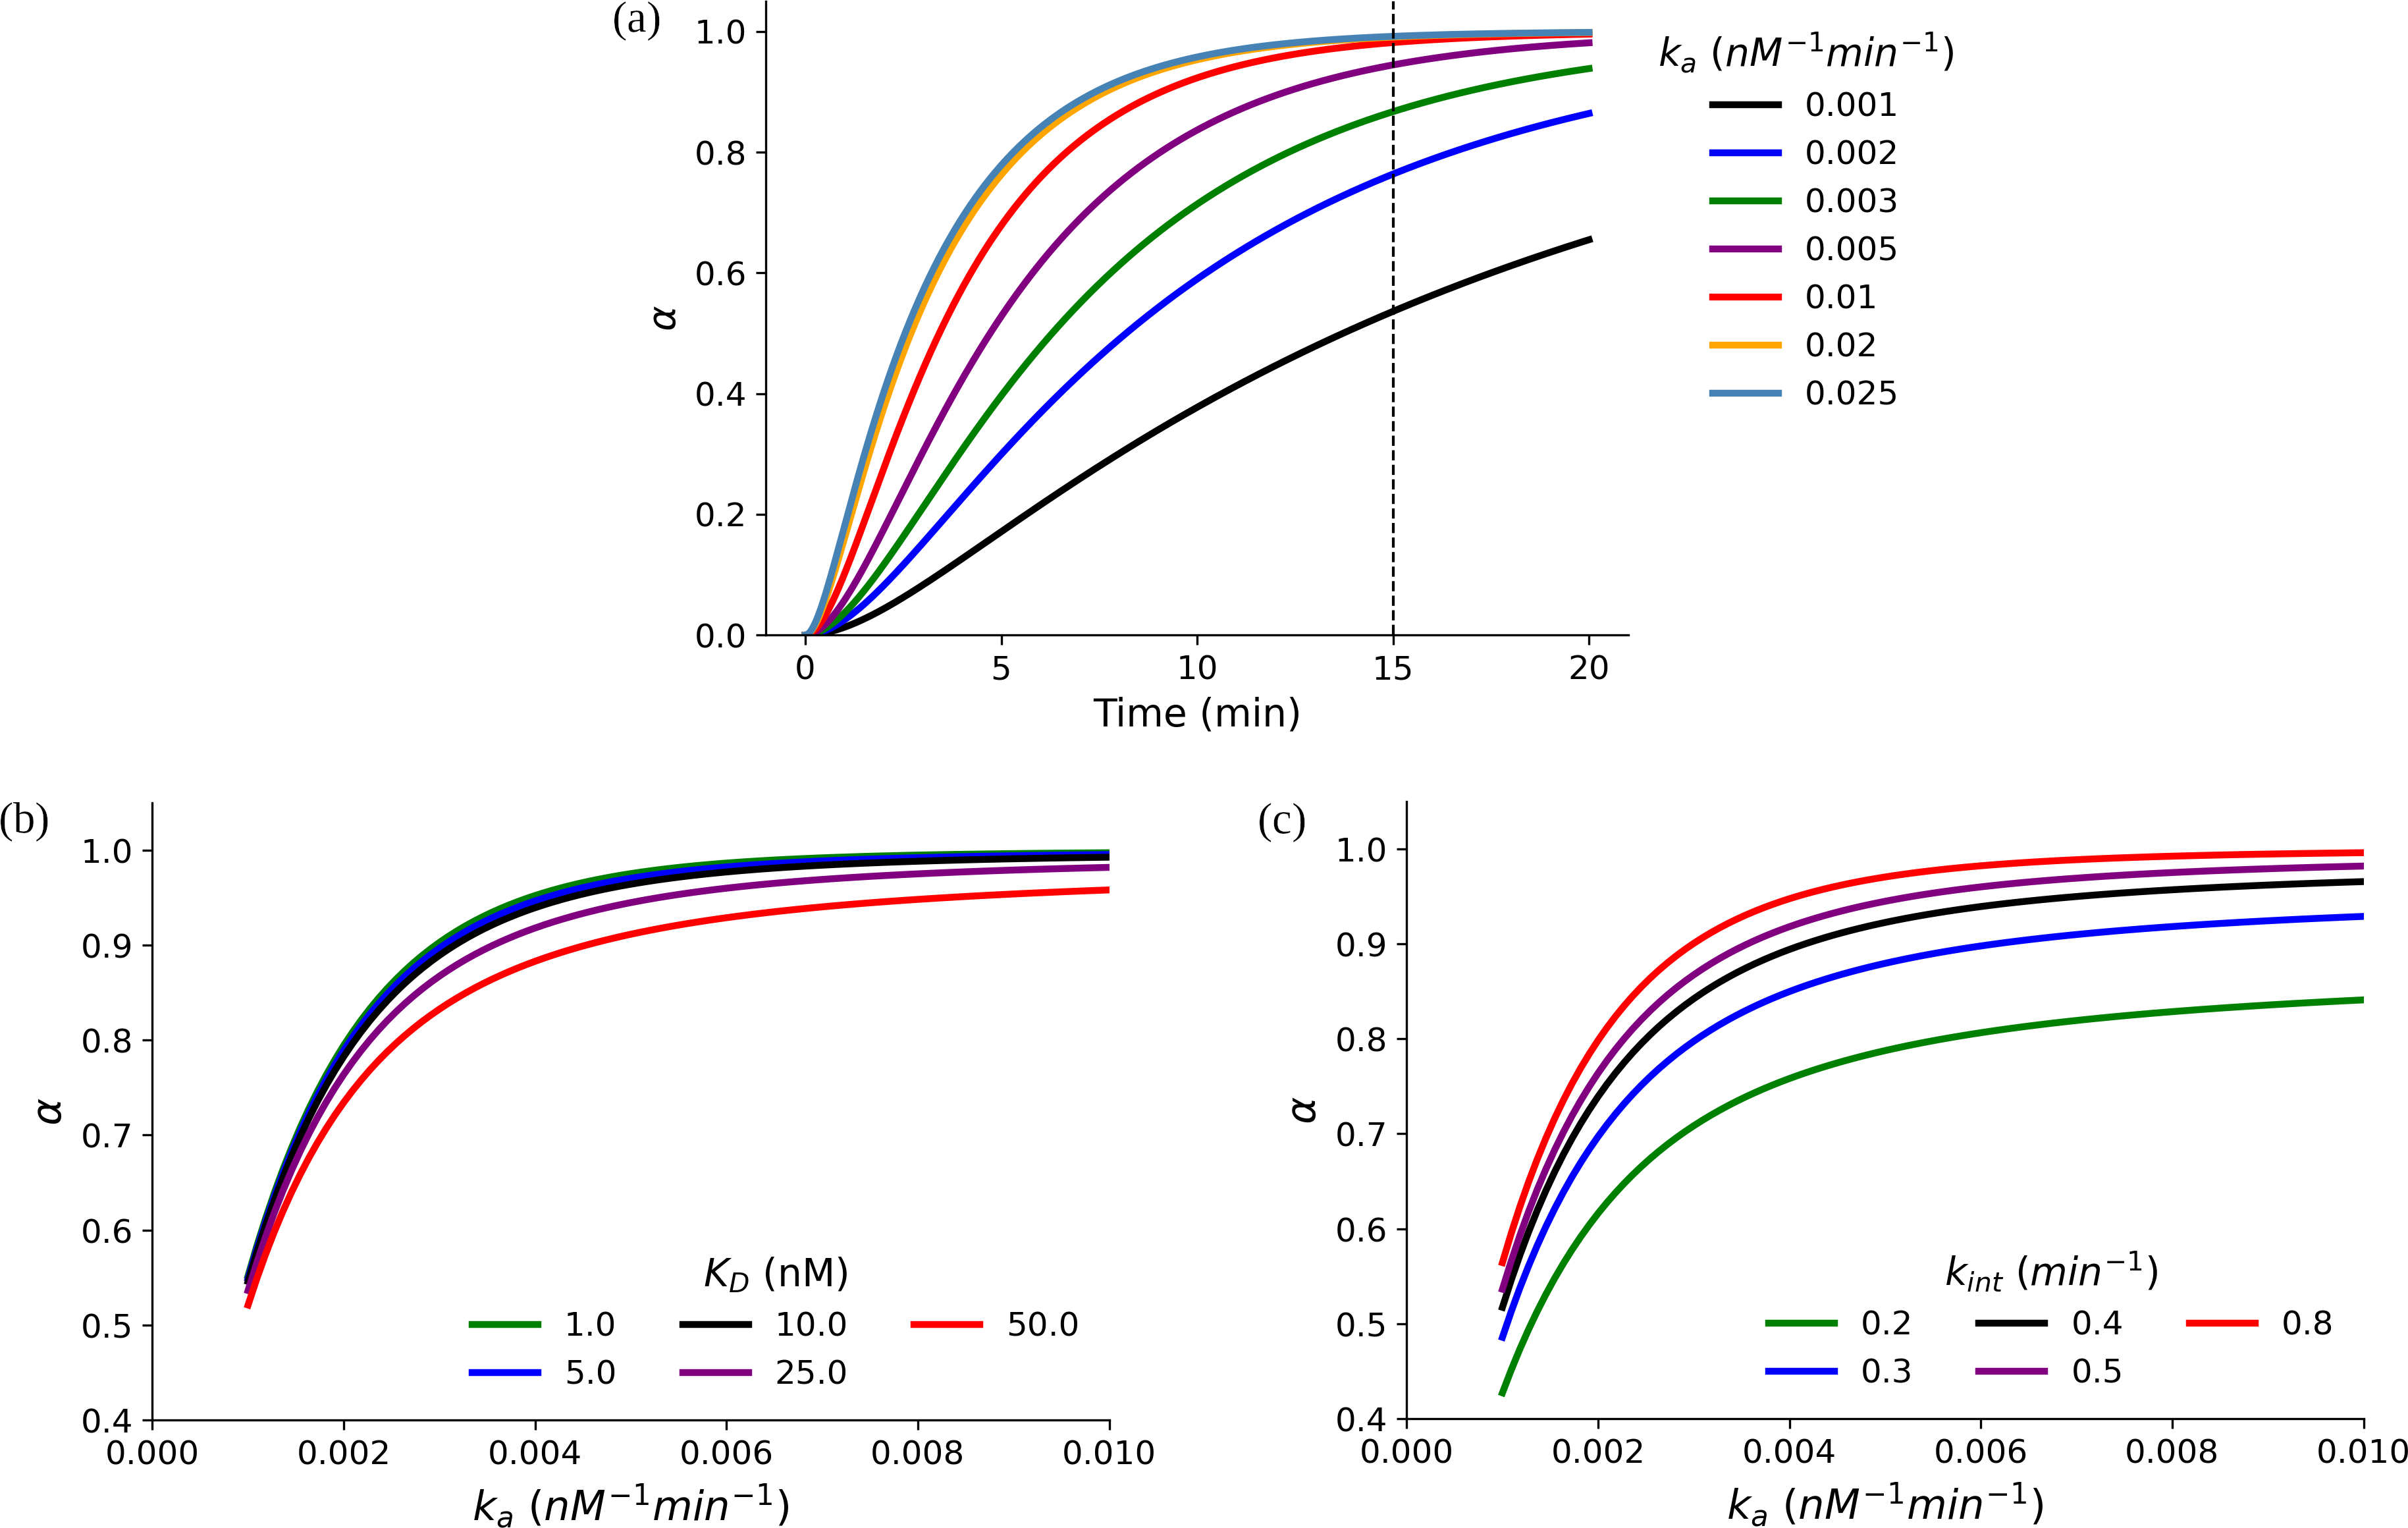 (a)
α
1.0
0.8
0.6
0.4
0.2
0.0
0 5 10 15 20
Time (min)
kₐ (nM⁻¹min⁻¹)
0.001
0.002
0.003
0.005
0.01
0.02
0.025
(b)
α
1.0
0.9
0.8
0.7
0.6
0.5
0.4
K_D (nM)
1.0 10.0 50.0
5.0 25.0
0.000 0.002 0.004 0.006 0.008 0.010
kₐ (nM⁻¹min⁻¹)
(c)
α
1.0
0.9
0.8
0.7
0.6
0.5
0.4
k_int (min⁻¹)
0.2 0.4 0.8
0.3 0.5
0.000 0.002 0.004 0.006 0.008 0.010
kₐ (nM⁻¹min⁻¹)